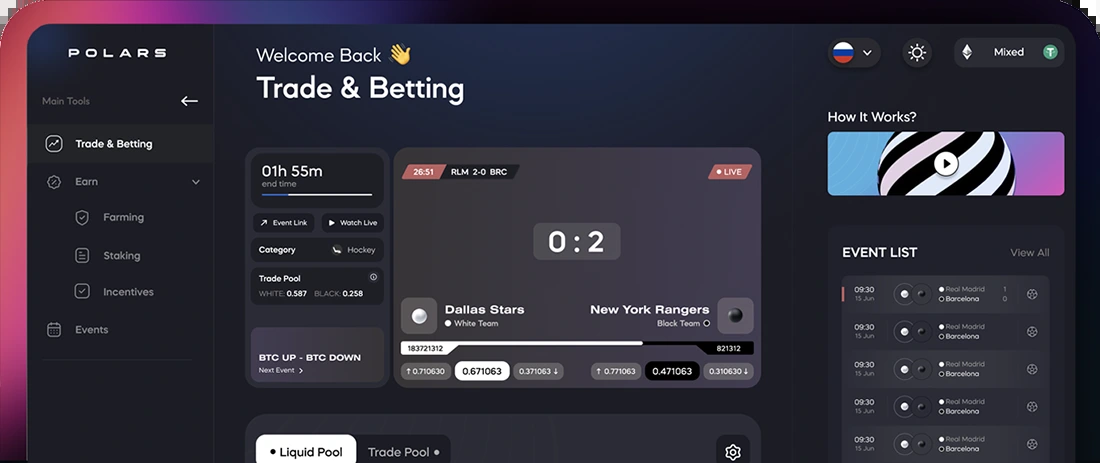 POLARS
Main Tools
Trade & Betting
Earn
Farming
Staking
Incentives
Events
Welcome Back 👋
Trade & Betting
01h 55m
end time
Event Link
Watch Live
Category
Hockey
Trade Pool
WHITE: 0.587 BLACK: 0.258
BTC UP - BTC DOWN
Next Event >
26:51 RLM 2-0 BRC
LIVE
0 : 2
Dallas Stars
White Team
New York Rangers
Black Team
183721312
821312
↑ 0.710630
0.671063
0.371063 ↓
↑ 0.771063
0.471063
0.310630 ↓
• Liquid Pool
Trade Pool •
Mixed
How It Works?
EVENT LIST
View All
09:30
15 Jun
Real Madrid 1
Barcelona 0
09:30
15 Jun
Real Madrid
Barcelona
09:30
15 Jun
Real Madrid
Barcelona
09:30
15 Jun
Real Madrid
Barcelona
09:30
15 Jun
Real Madrid
Barcelona